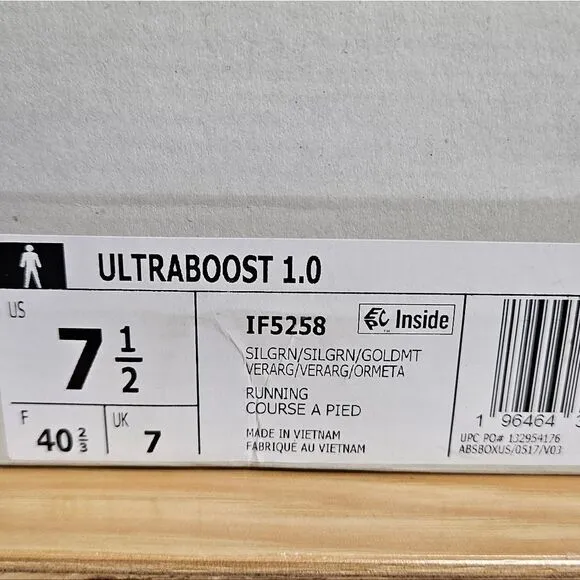 ULTRABOOST 1.0
US
7 1/2
F
40 2/3
UK
7
IF5258
Inside
SILGRN/SILGRN/GOLDMT
VERARG/VERARG/ORMETA
RUNNING
COURSE A PIED
MADE IN VIETNAM
FABRIQUÉ AU VIETNAM
1 96464
UPC PO# 132954176
ABSBOXUS/0517/V03